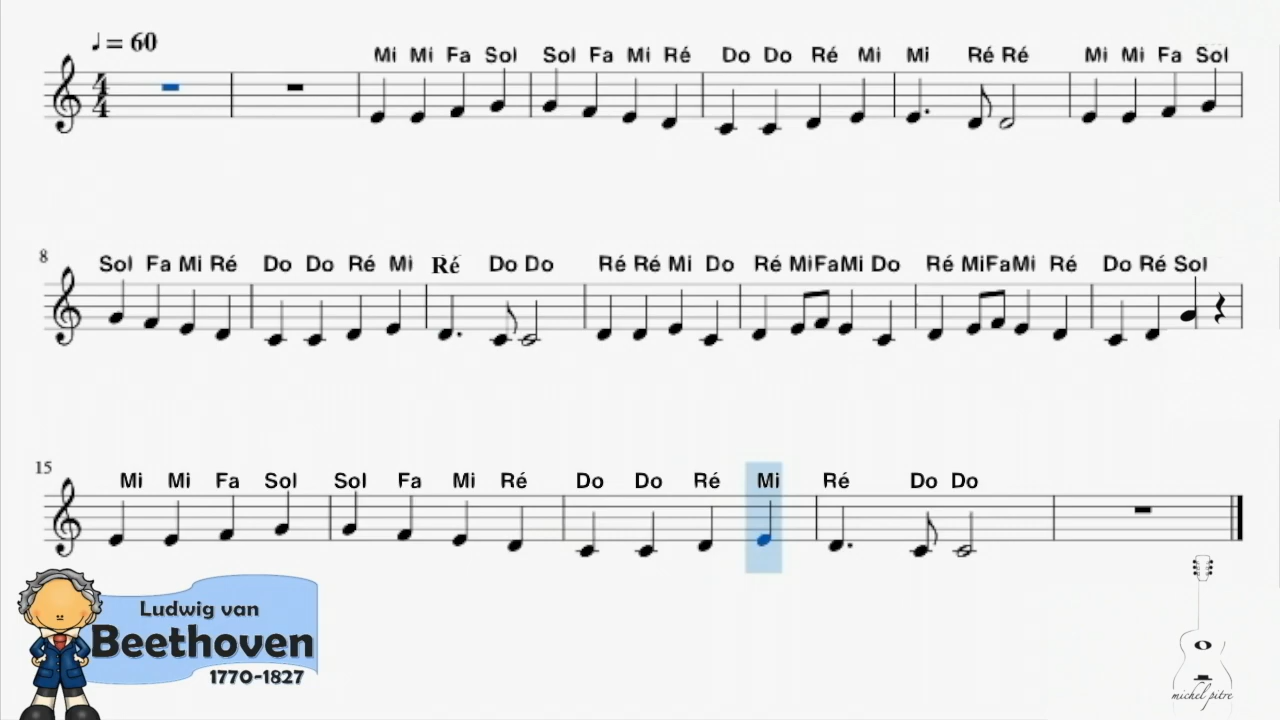 ♩= 60
Mi Mi Fa Sol Sol Fa Mi Ré Do Do Ré Mi Mi Ré Ré Mi Mi Fa Sol
8
Sol Fa Mi Ré Do Do Ré Mi Ré Do Do Ré Ré Mi Do Ré MiFaMi Do Ré MiFaMi Ré Do Ré Sol
15
Mi Mi Fa Sol Sol Fa Mi Ré Do Do Ré Mi Ré Do Do
Ludwig van
Beethoven
1770-1827
michel pitre